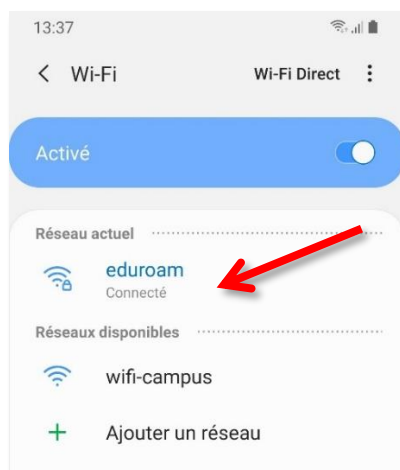 13:37
Wi-Fi Wi-Fi Direct
Activé
Réseau actuel
eduroam
Connecté
Réseaux disponibles
wifi-campus
Ajouter un réseau